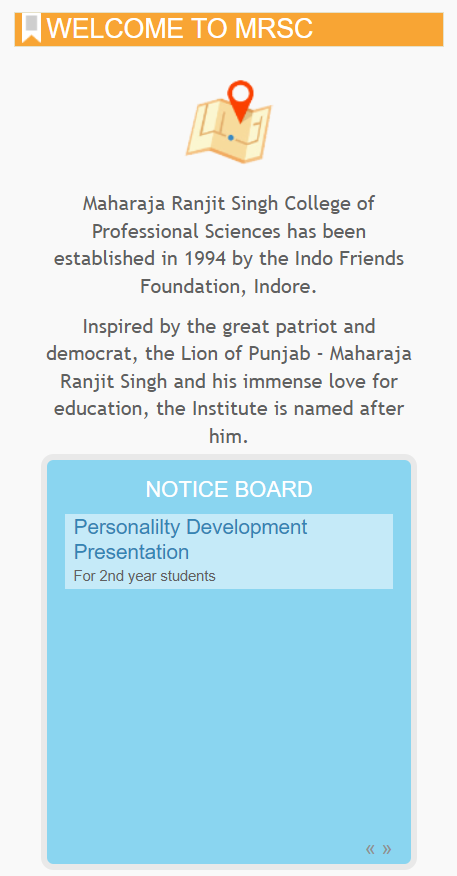 WELCOME TO MRSC
Maharaja Ranjit Singh College of
Professional Sciences has been
established in 1994 by the Indo Friends
Foundation, Indore.
Inspired by the great patriot and
democrat, the Lion of Punjab - Maharaja
Ranjit Singh and his immense love for
education, the Institute is named after
him.
NOTICE BOARD
Personalilty Development
Presentation
For 2nd year students
« »